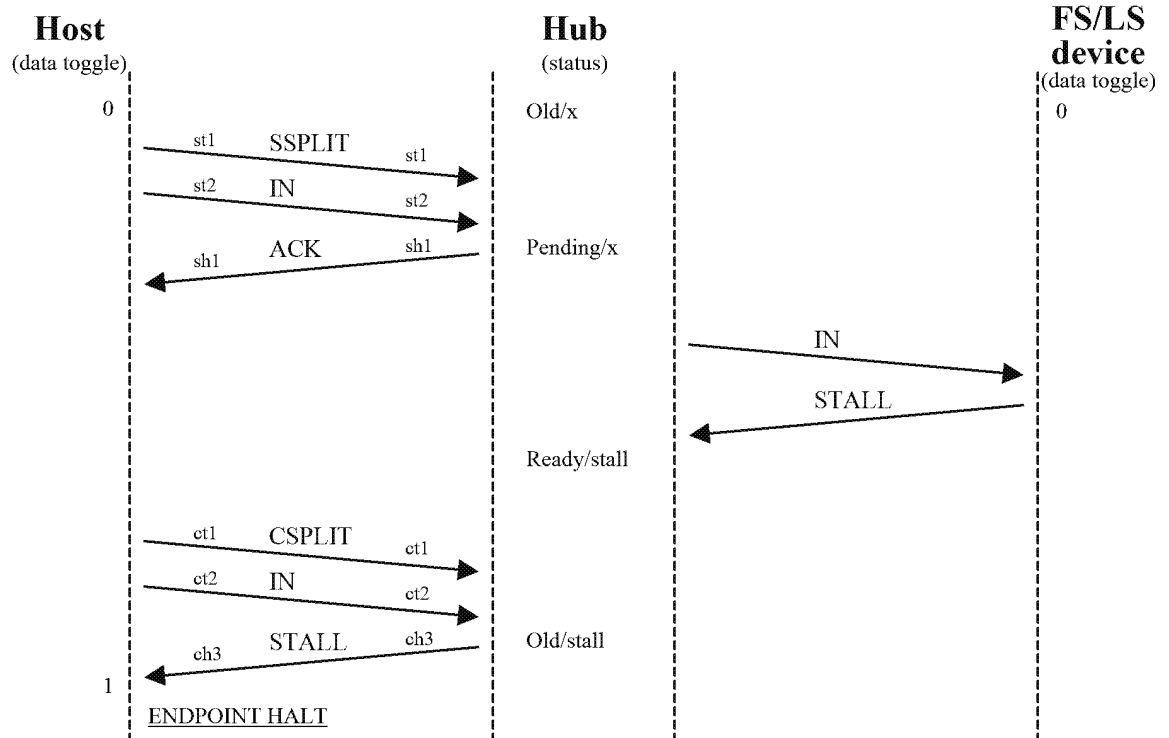 Host
(data toggle)
Hub
(status)
FS/LS
device
(data toggle)
0
Old/x
0
st1
SSPLIT
st1
st2
IN
st2
Pending/x
ACK
sh1
sh1
IN
STALL
Ready/stall
ct1
CSPLIT
ct1
ct2
IN
ct2
Old/stall
STALL
ch3
ch3
1
ENDPOINT HALT